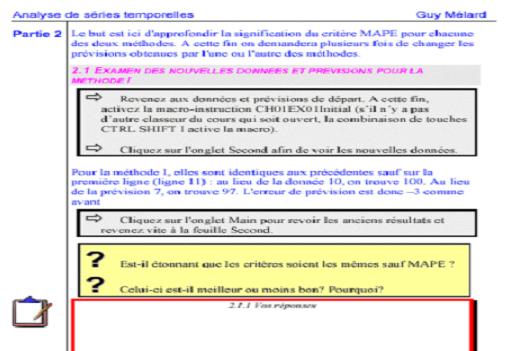 Analyse de séries temporelles Guy Mélard
Partie 2 Le but est ici d'approfondir la signification du critère MAPE pour chacune
des deux méthodes. A cette fin on demandera plusieurs fois de changer les
prévisions obtenues par l'une ou l'autre des méthodes.
2.1 EXAMEN DES NOUVELLES DONNEES ET PREVISIONS POUR LA
METHODE I
⇨ Revenez aux données et prévisions de départ. A cette fin,
activez la macro-instruction CH01EX01Initial (s'il n'y a pas
d'autre classeur du cours qui soit ouvert, la combinaison de touches
CTRL SHIFT I active la macro).
⇨ Cliquez sur l'onglet Second afin de voir les nouvelles données.
Pour la méthode I, elles sont identiques aux précédentes sauf sur la
première ligne (ligne 11) : au lieu de la donnée 10, on trouve 100. Au lieu
de la prévision 7, on trouve 97. L'erreur de prévision est donc –3 comme
avant
⇨ Cliquez sur l'onglet Main pour revoir les anciens résultats et
revenez vite à la feuille Second.
? Est-il étonnant que les critères soient les mêmes sauf MAPE ?
? Celui-ci est-il meilleur ou moins bon? Pourquoi?
2.1.1 Vos réponses